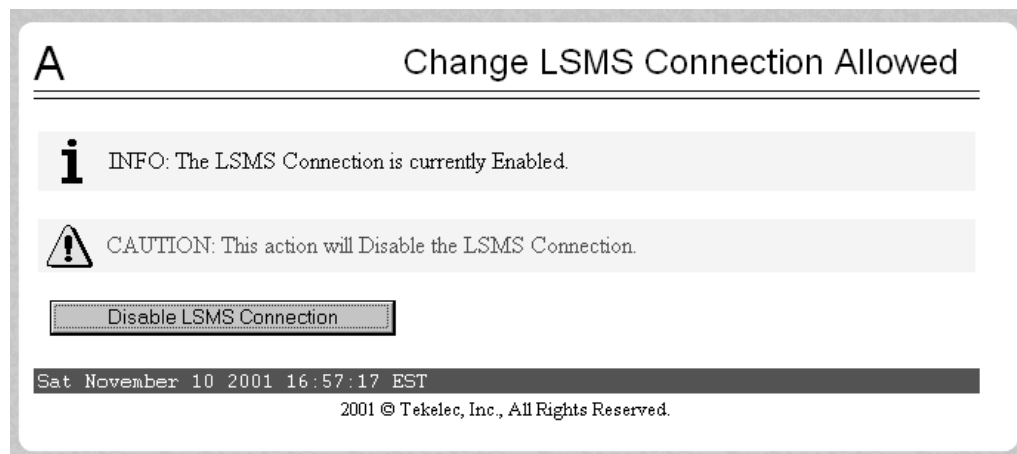 A
Change LSMS Connection Allowed
i
INFO: The LSMS Connection is currently Enabled.
CAUTION: This action will Disable the LSMS Connection.
Disable LSMS Connection
Sat November 10 2001 16:57:17 EST
2001 © Tekelec, Inc., All Rights Reserved.